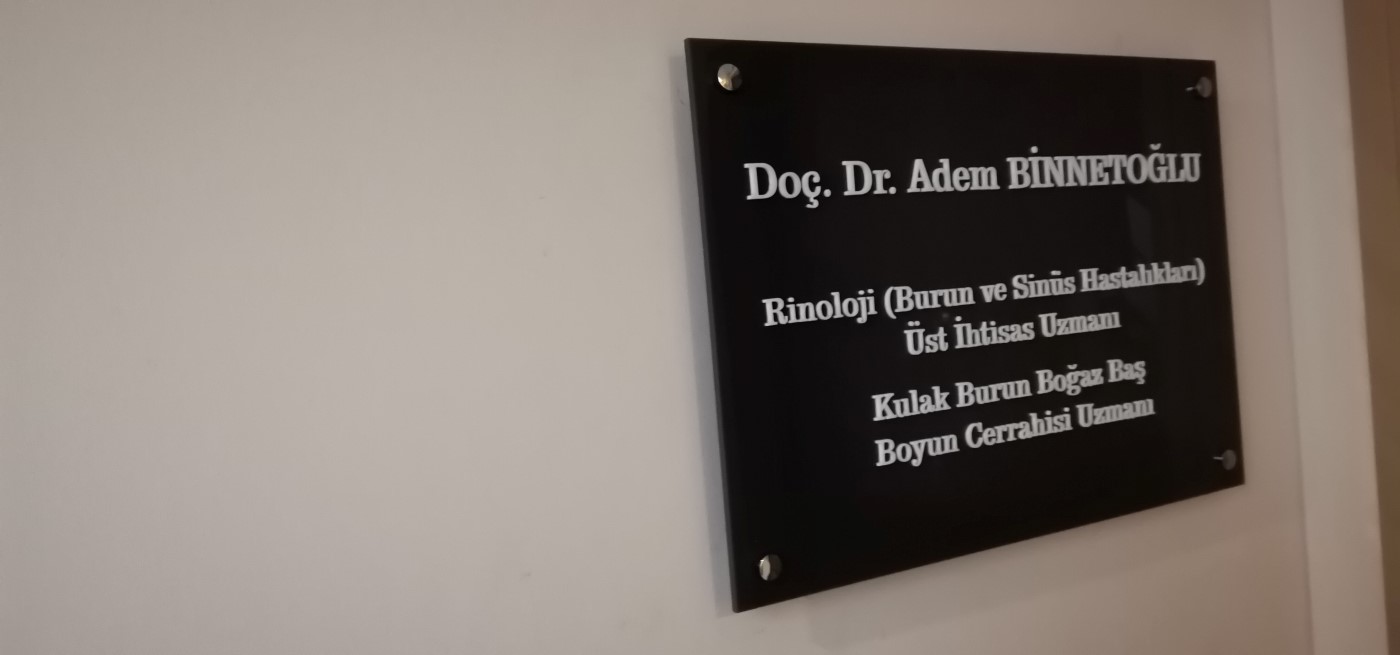 Doç. Dr. Adem BİNNETOĞLU
Rinoloji (Burun ve Sinüs Hastalıkları)
Üst İhtisas Uzmanı
Kulak Burun Boğaz Baş
Boyun Cerrahisi Uzmanı